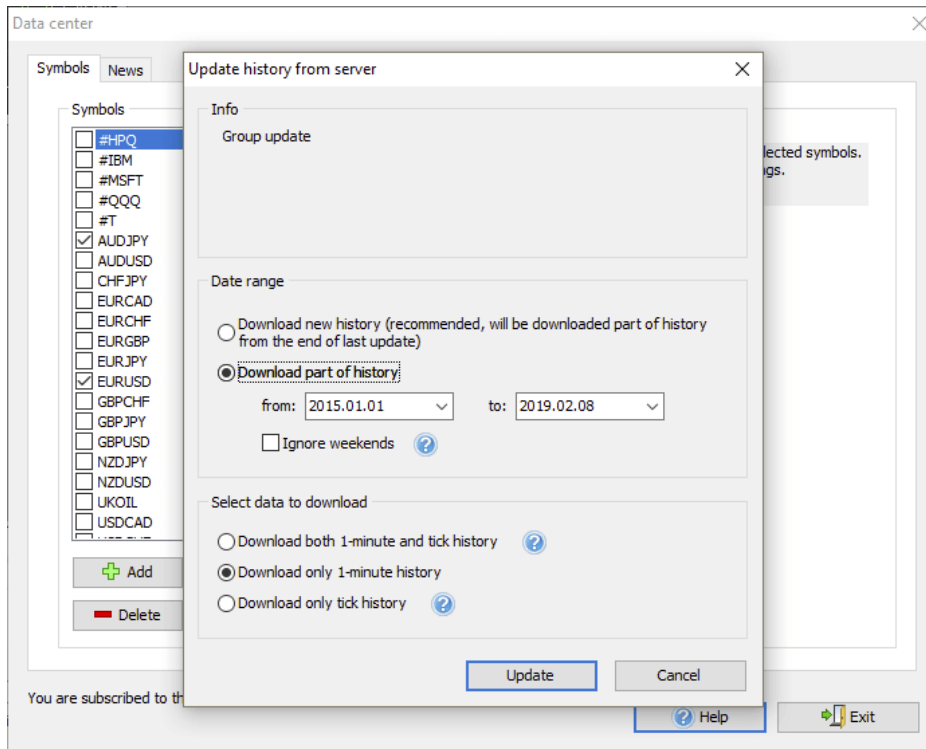 Data center
Symbols
News
Symbols
#HPQ
#IBM
#MSFT
#QQQ
#T
AUDJPY
AUDUSD
CHFJPY
EURCAD
EURCHF
EURGBP
EURJPY
EURUSD
GBPCHF
GBPJPY
GBPUSD
NZDJPY
NZDUSD
UKOIL
USDCAD
Add
Delete
You are subscribed to th
lected symbols.
ngs.
Update history from server
Info
Group update
Date range
Download new history (recommended, will be downloaded part of history
from the end of last update)
Download part of history
from: 2015.01.01 to: 2019.02.08
Ignore weekends
Select data to download
Download both 1-minute and tick history
Download only 1-minute history
Download only tick history
Update Cancel
Help Exit